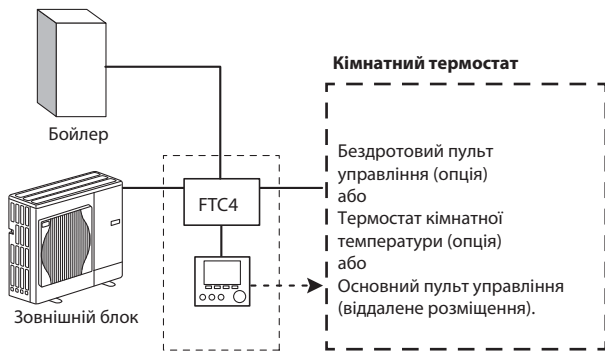 Кімнатний термостат
Бойлер
Бездротовий пульт
управління (опція)
або
Термостат кімнатної
температури (опція)
або
Основний пульт управління
(віддалене розміщення).
FTC4
Зовнішній блок